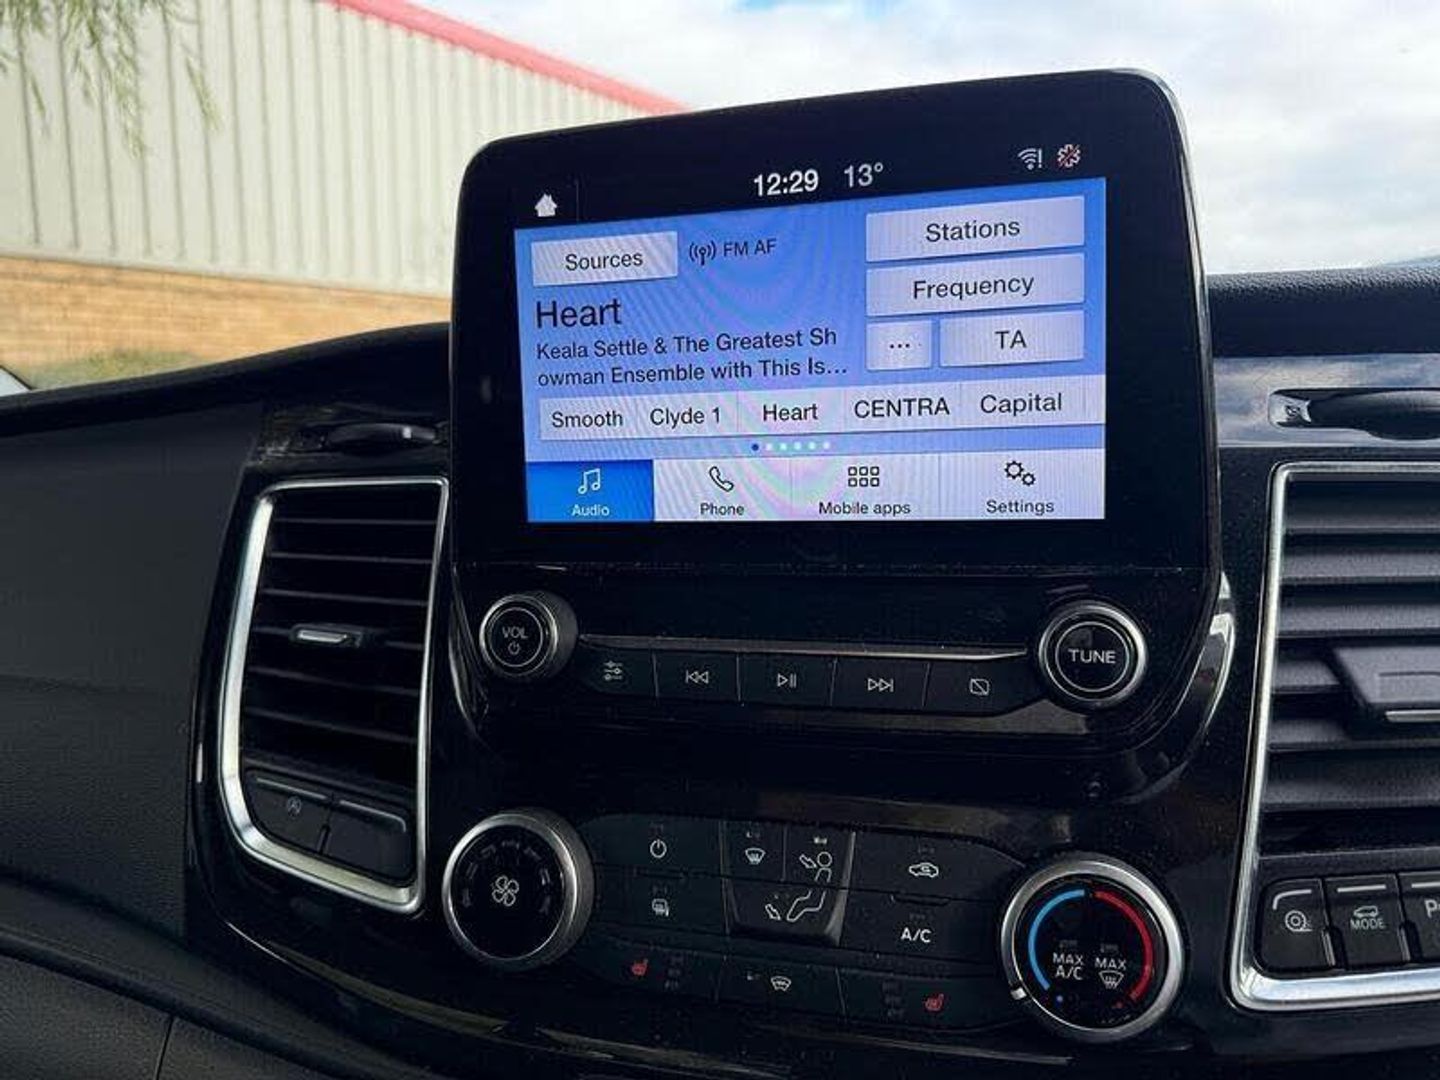 12:29 13°
Sources
FM AF
Stations
Frequency
... TA
Heart
Keala Settle & The Greatest Sh
owman Ensemble with This Is...
Smooth Clyde 1 Heart CENTRA Capital
Audio Phone Mobile apps Settings
VOL
TUNE
A/C
MAX A/C
MAX
MODE